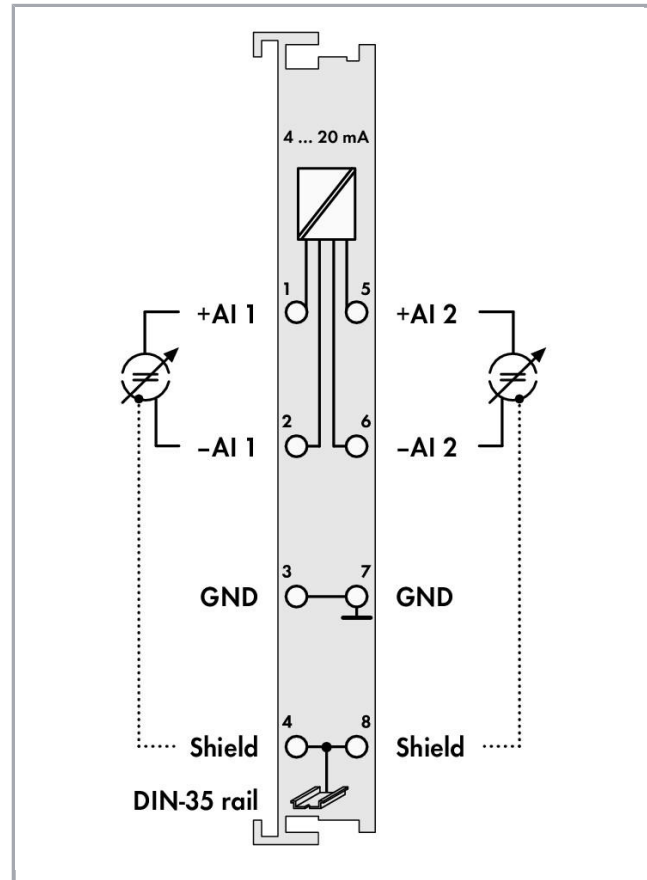 4 ... 20 mA
1 5
+AI 1 +AI 2
2 6
–AI 1 –AI 2
3 7
GND GND
4 8
Shield Shield
DIN-35 rail